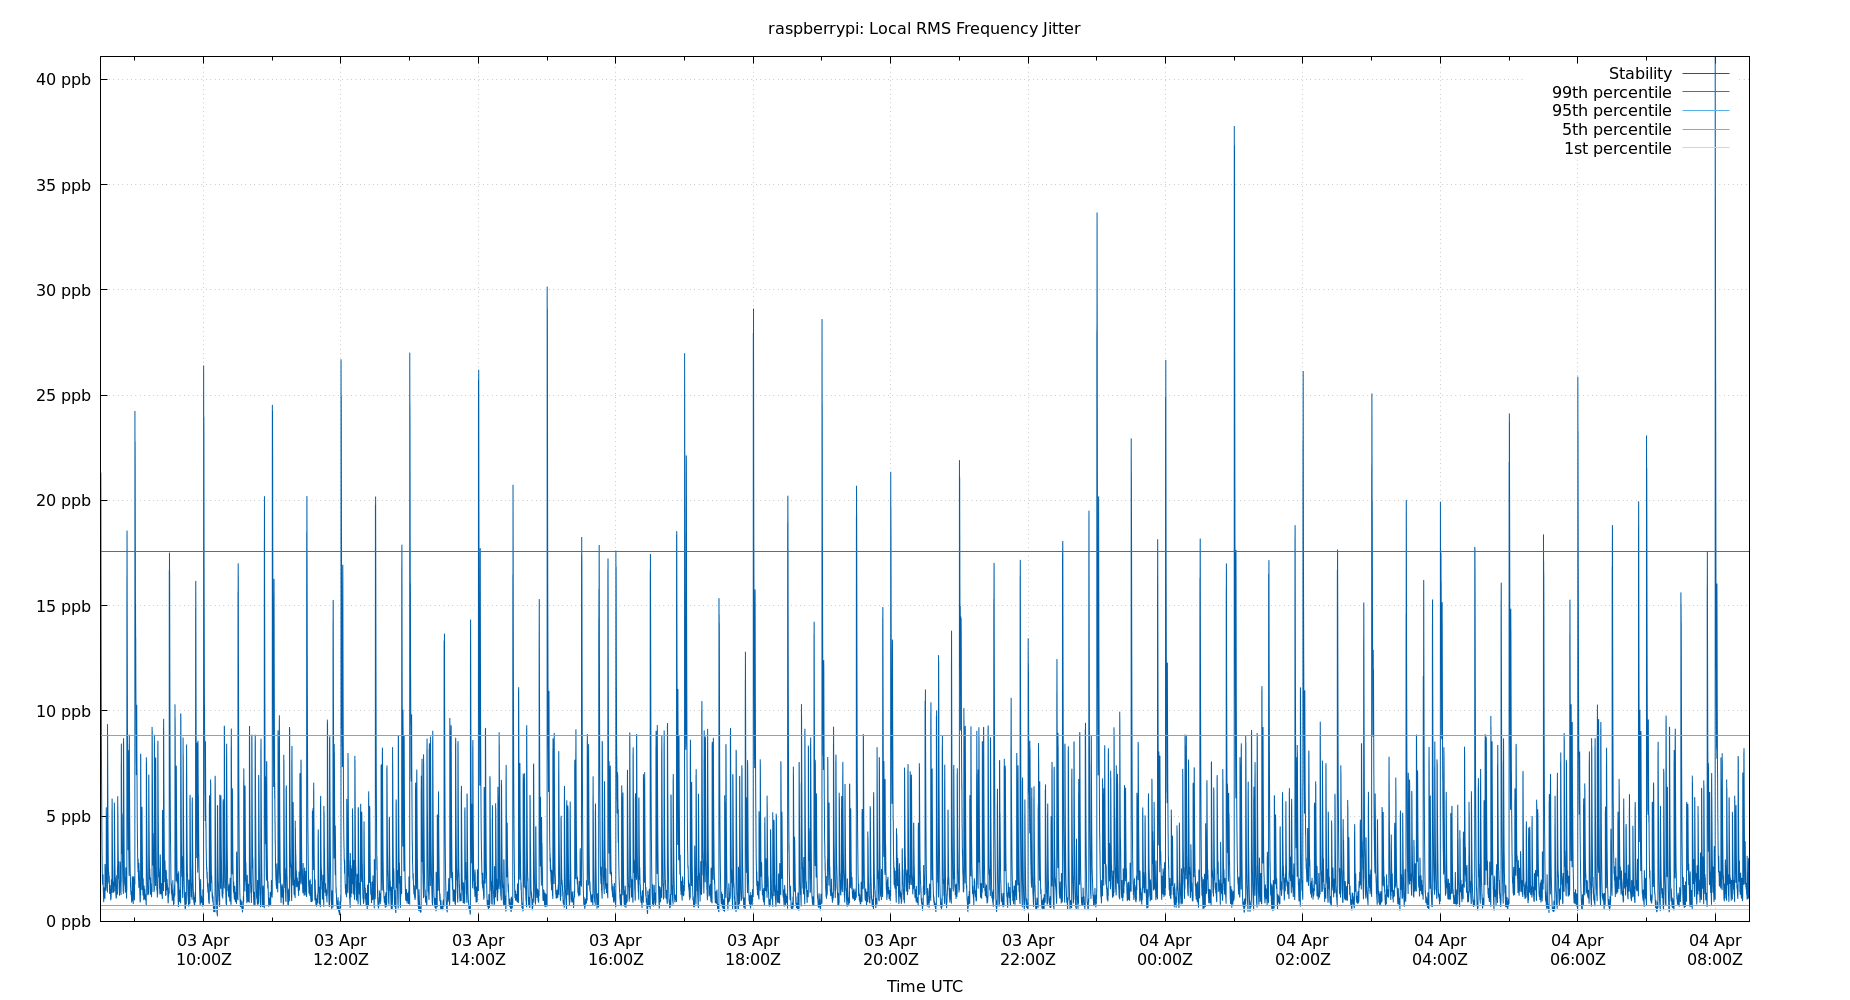 raspberrypi: Local RMS Frequency Jitter
Stability
99th percentile
95th percentile
5th percentile
1st percentile
40 ppb
35 ppb
30 ppb
25 ppb
20 ppb
15 ppb
10 ppb
5 ppb
0 ppb
03 Apr 03 Apr 03 Apr 03 Apr 03 Apr 03 Apr 03 Apr 04 Apr 04 Apr 04 Apr 04 Apr 04 Apr
10:00Z 12:00Z 14:00Z 16:00Z 18:00Z 20:00Z 22:00Z 00:00Z 02:00Z 04:00Z 06:00Z 08:00Z
Time UTC